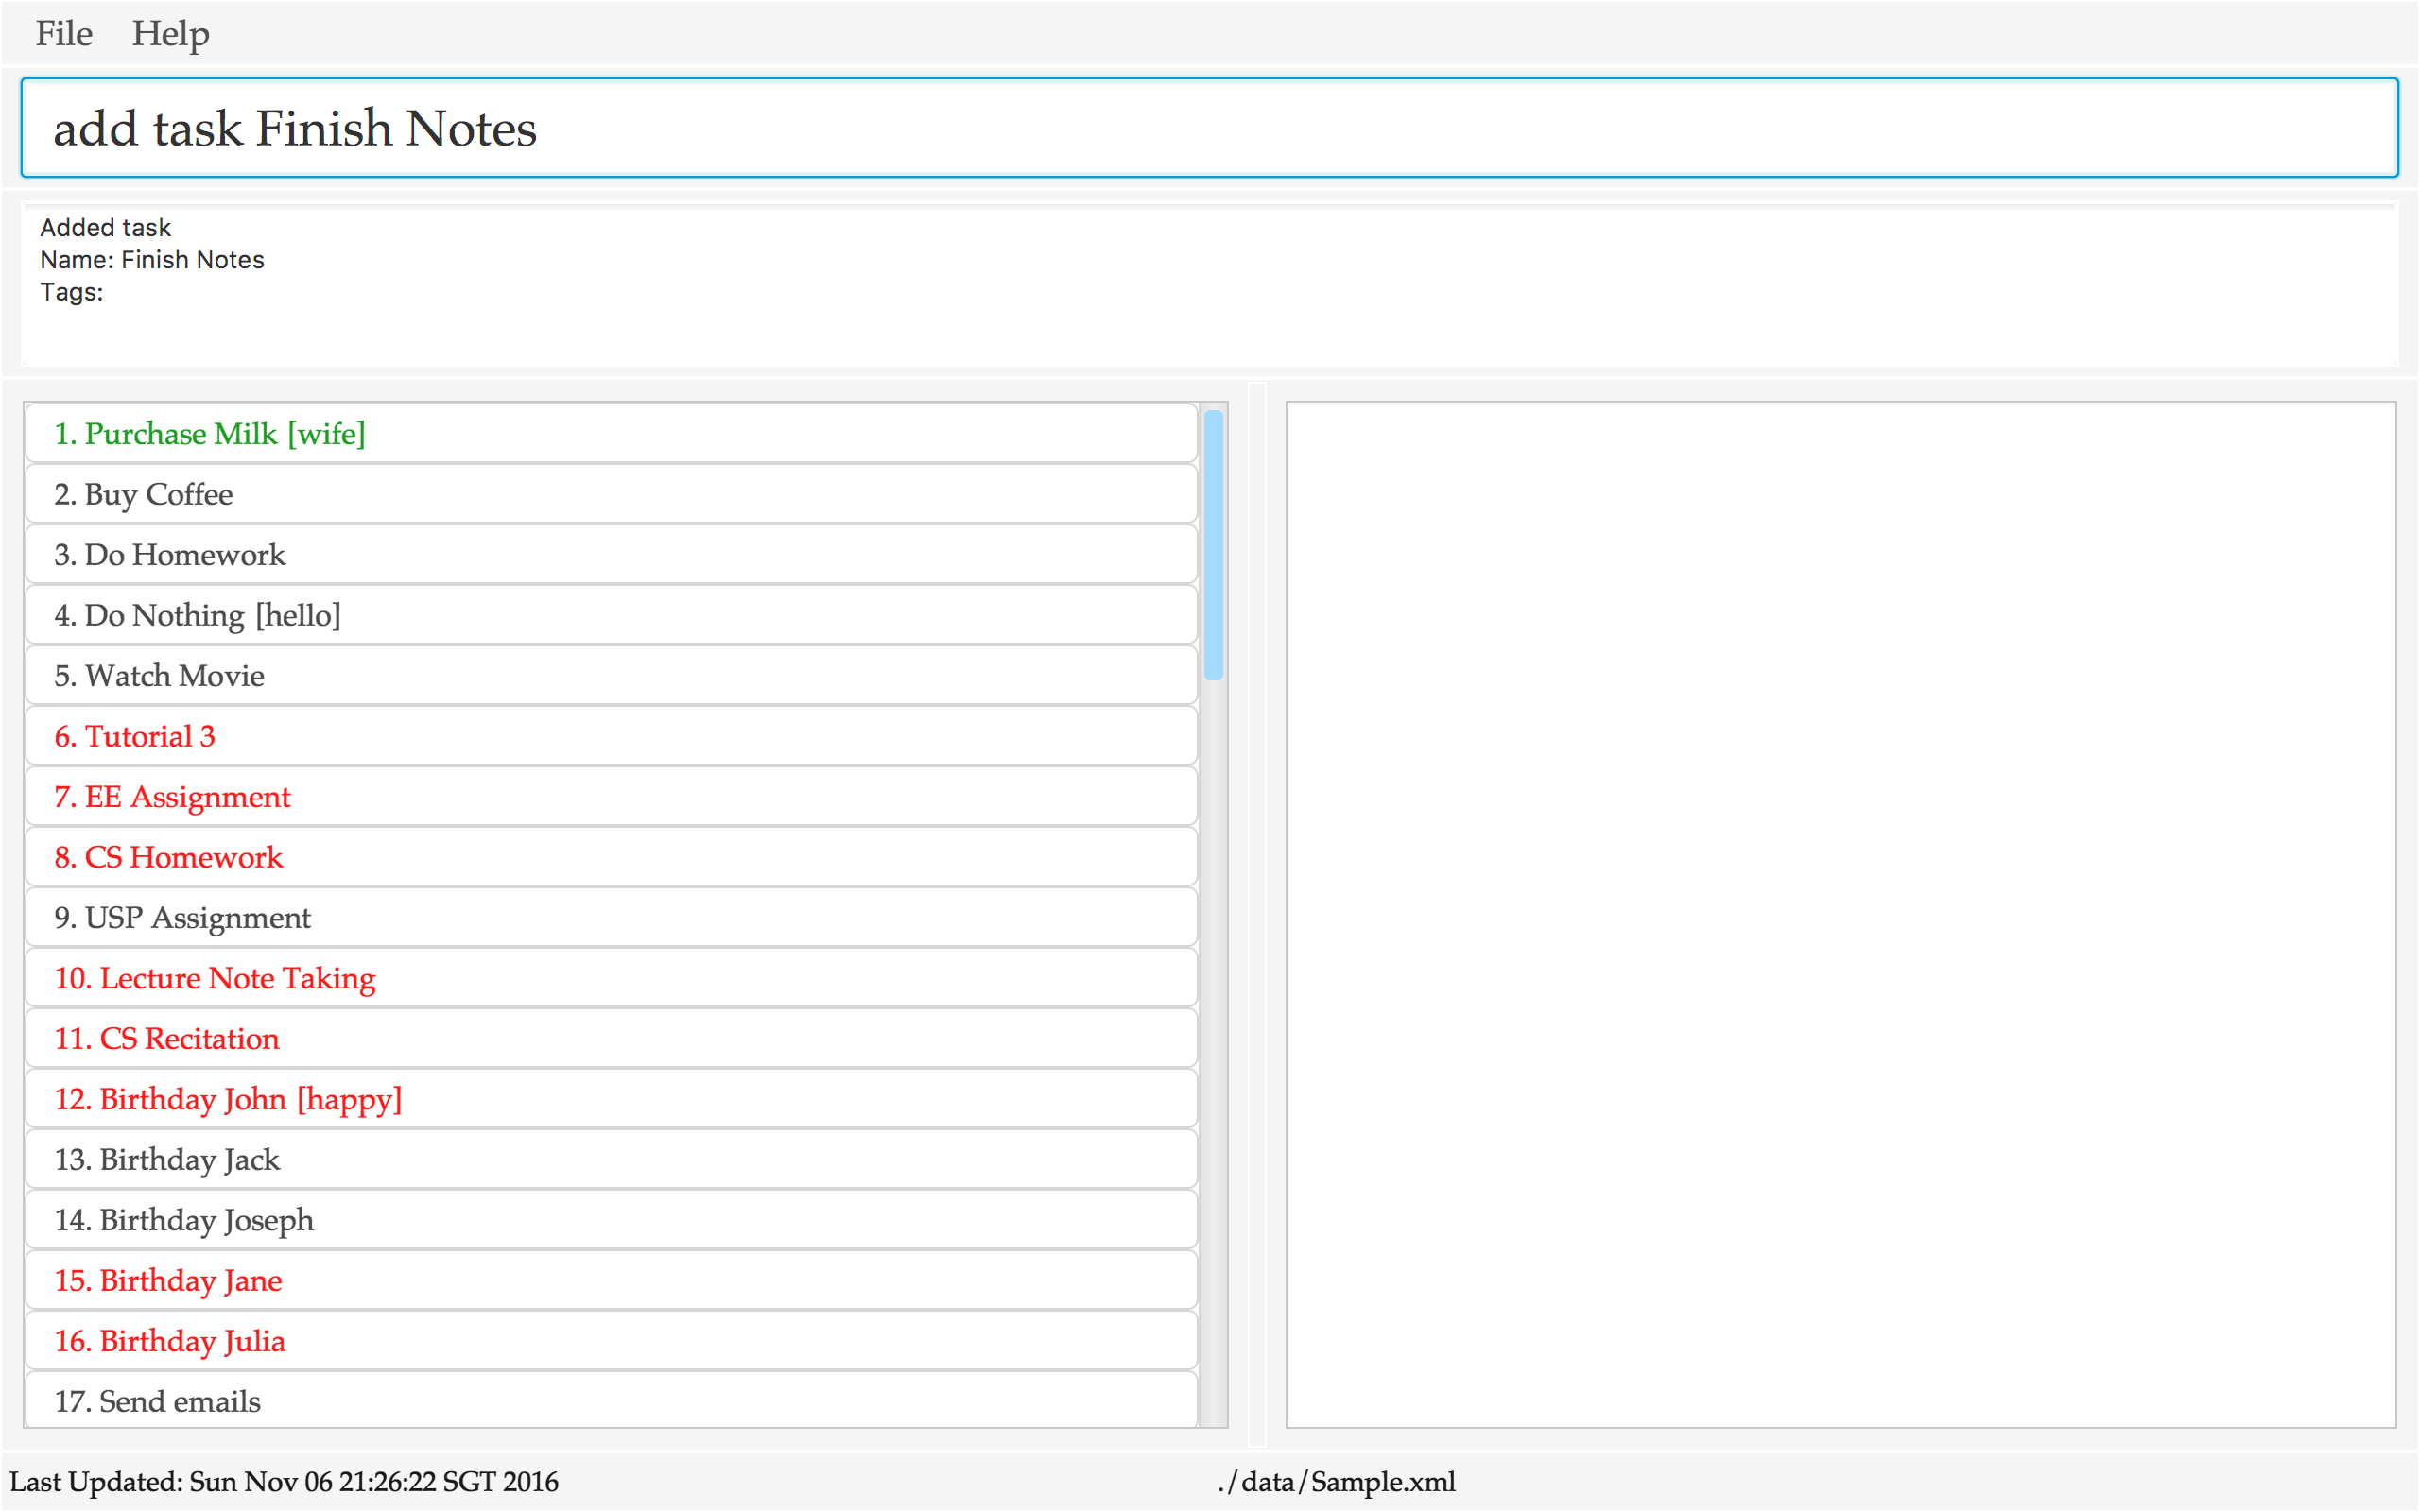 File Help
add task Finish Notes
Added task
Name: Finish Notes
Tags:
1. Purchase Milk [wife]
2. Buy Coffee
3. Do Homework
4. Do Nothing [hello]
5. Watch Movie
6. Tutorial 3
7. EE Assignment
8. CS Homework
9. USP Assignment
10. Lecture Note Taking
11. CS Recitation
12. Birthday John [happy]
13. Birthday Jack
14. Birthday Joseph
15. Birthday Jane
16. Birthday Julia
17. Send emails
Last Updated: Sun Nov 06 21:26:22 SGT 2016 ./data/Sample.xml